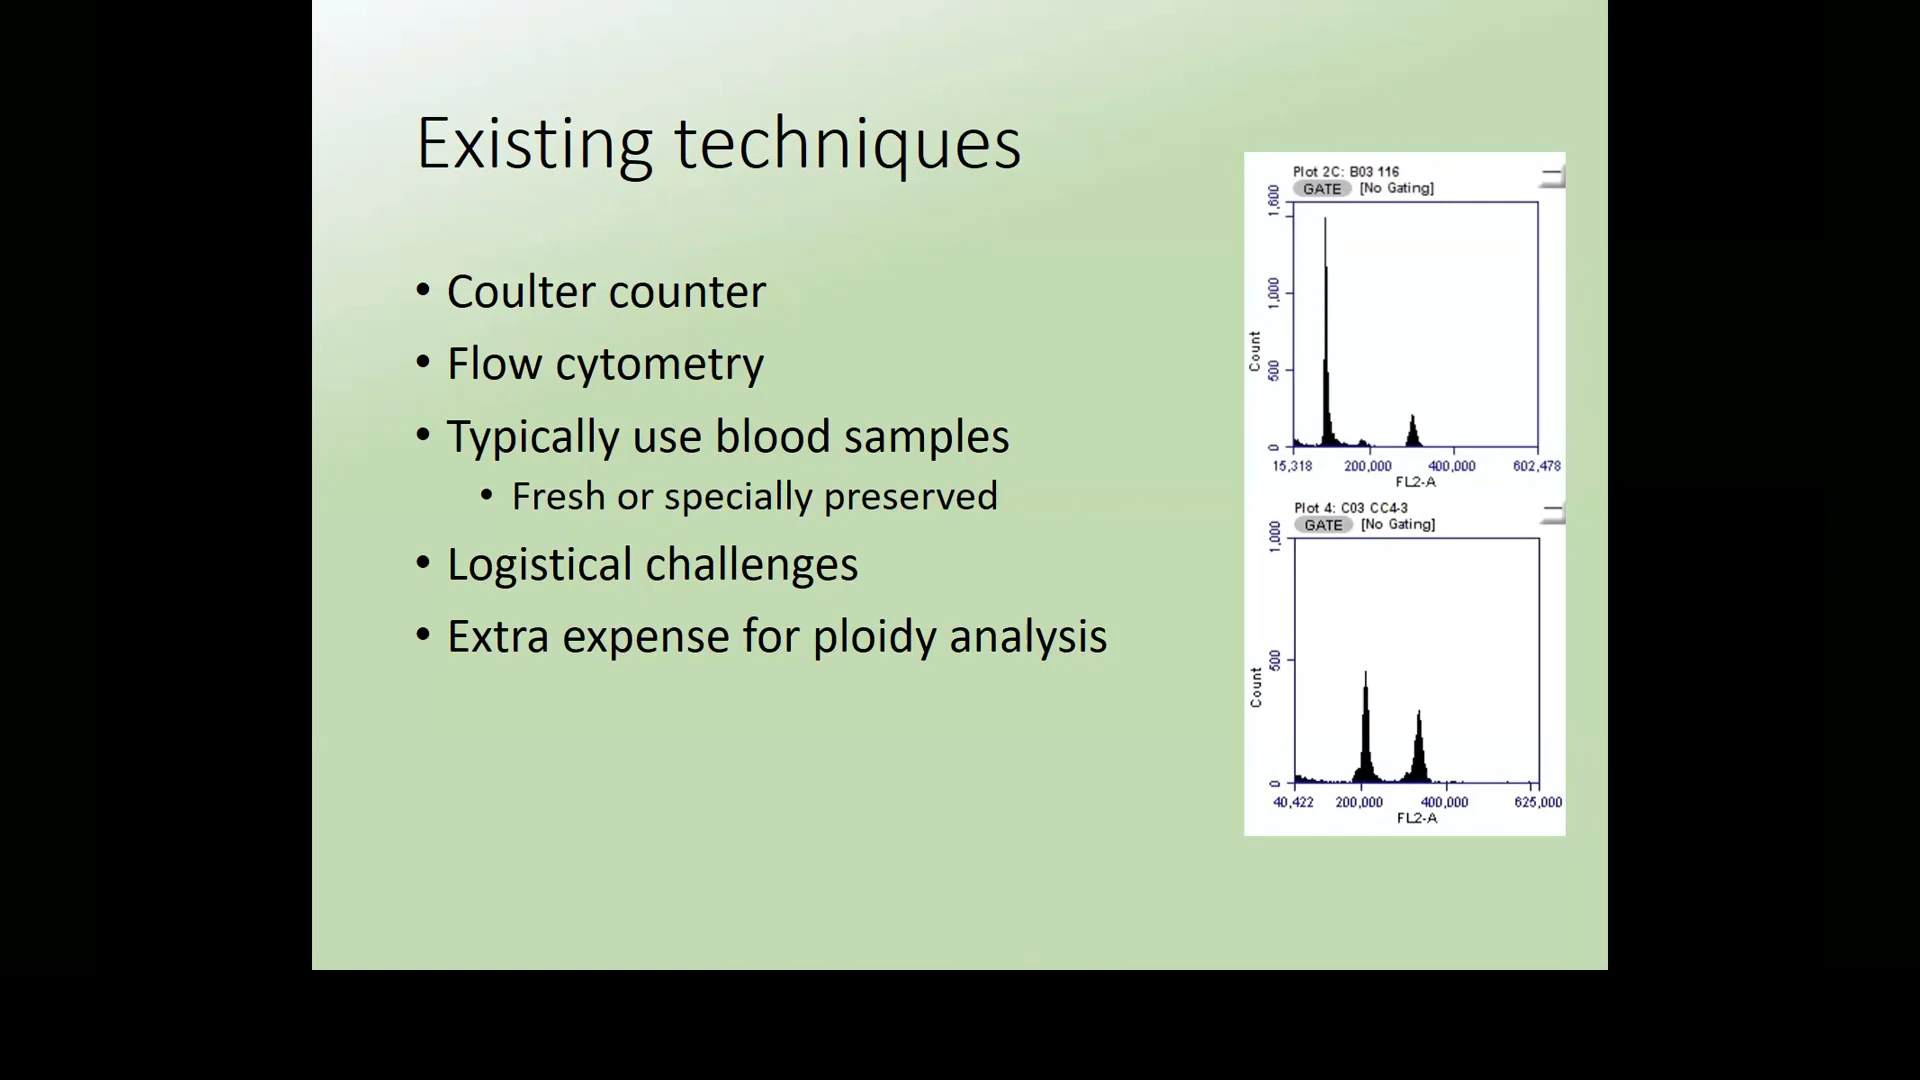 Existing techniques
• Coulter counter
• Flow cytometry
• Typically use blood samples
• Fresh or specially preserved
• Logistical challenges
• Extra expense for ploidy analysis
Plot 2C: B03 116
GATE [No Gating]
1,600
1,000
500
0
Count
15,318 200,000 400,000 602,478
FL2-A
Plot 4: C03 CC4-3
GATE [No Gating]
1,000
500
0
Count
40,422 200,000 400,000 625,000
FL2-A